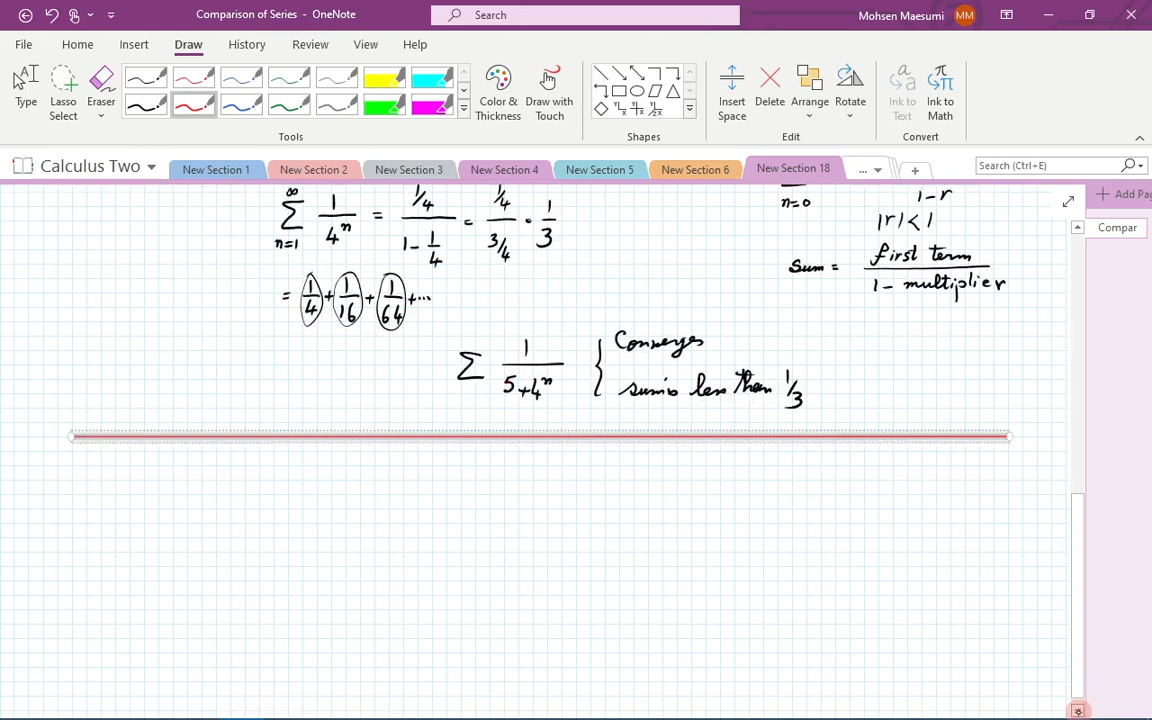 Comparison of Series - OneNote
Search
Mohsen Maesumi MM
File Home Insert Draw History Review View Help
Type
Lasso Select
Eraser
Color & Thickness
Draw with Touch
Insert Space
Delete
Arrange
Rotate
Ink to Text
Ink to Math
Tools Shapes Edit Convert
Calculus Two
New Section 1 New Section 2 New Section 3 New Section 4 New Section 5 New Section 6 New Section 18 ... +
Search (Ctrl+E)
Add Pag
Compar
∞ ∑ n=1 1/4ⁿ = (1/4)/(1 - 1/4) = (1/4)/(3/4) = 1/3
n=0 1-r
|r| < 1
Sum = first term / 1 - multiplier
= 1/4 + 1/16 + 1/64 + ...
∑ 1/(5+4ⁿ) { Converges
sum is less than 1/3